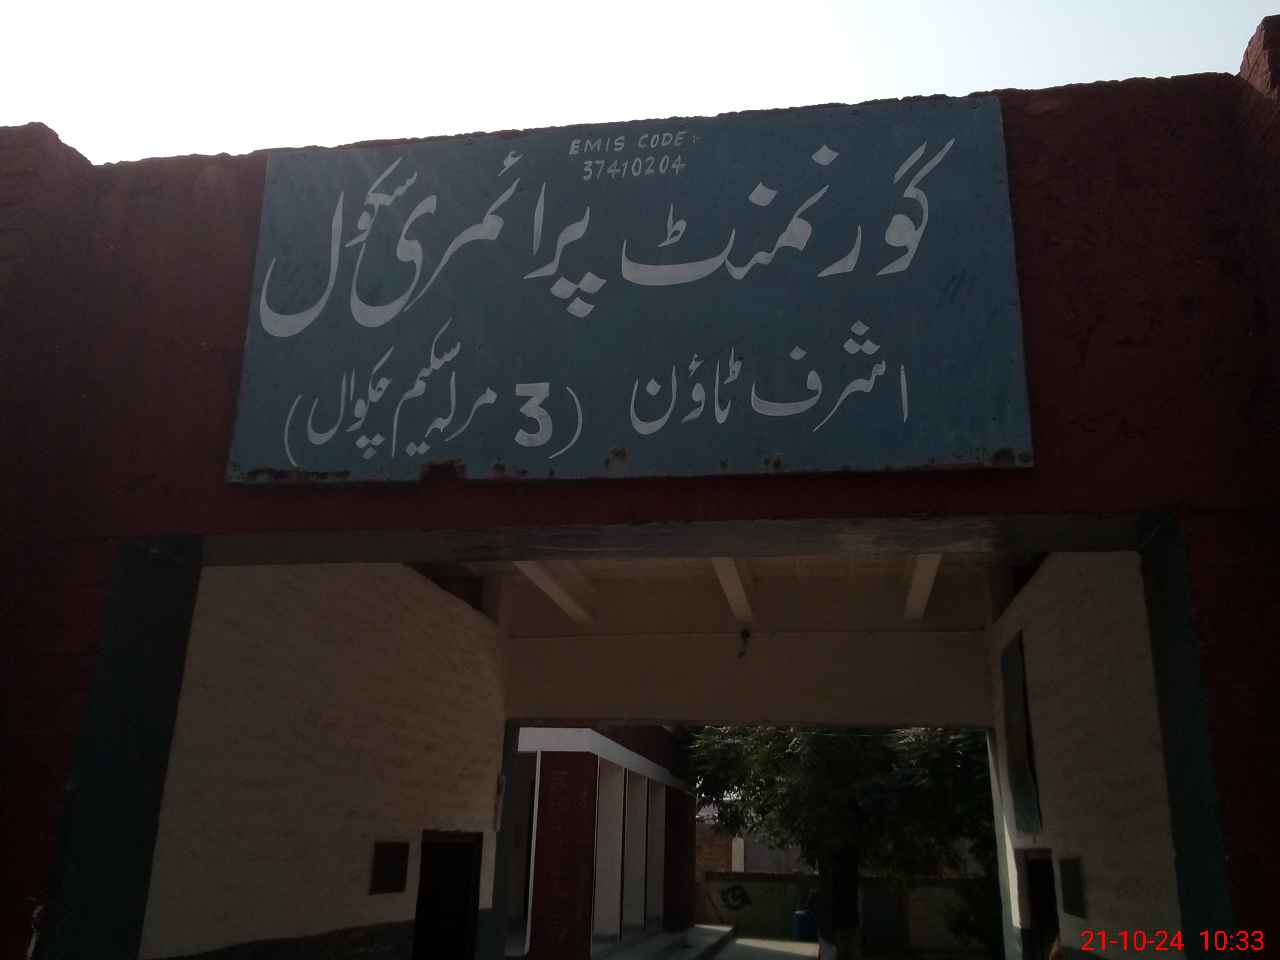 EMIS CODE:-
37410204
گورنمنٹ پرائمری سکول
اشرف ٹاؤن (3 مرلہ سکیم چکوال)
21-10-24 10:33